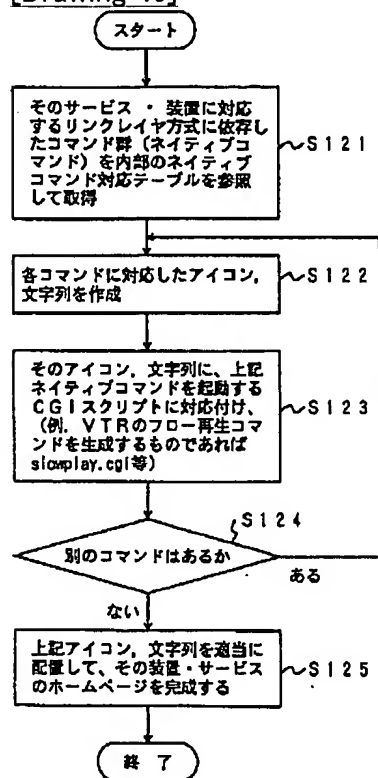 [Drawing
スタート
そのサービス ・ 装置に対応
するリンクレイヤ方式に依存し
たコマンド群(ネイティブコ
マンド)を内部のネイティブ
コマンド対応テーブルを参照
して取得
S121
各コマンドに対応したアイコン,
文字列を作成
S122
そのアイコン, 文字列に、上記
ネイティブコマンドを起動する
CGIスクリプトに対応付け、
(例. VTRのフロー再生コマ
ンドを生成するものであれば
slowplay.cgi等)
S123
S124
別のコマンドはあるか
ある
ない
上記アイコン, 文字列を適当に
配置して、その装置・サービス
のホームページを完成する
S125
終 了